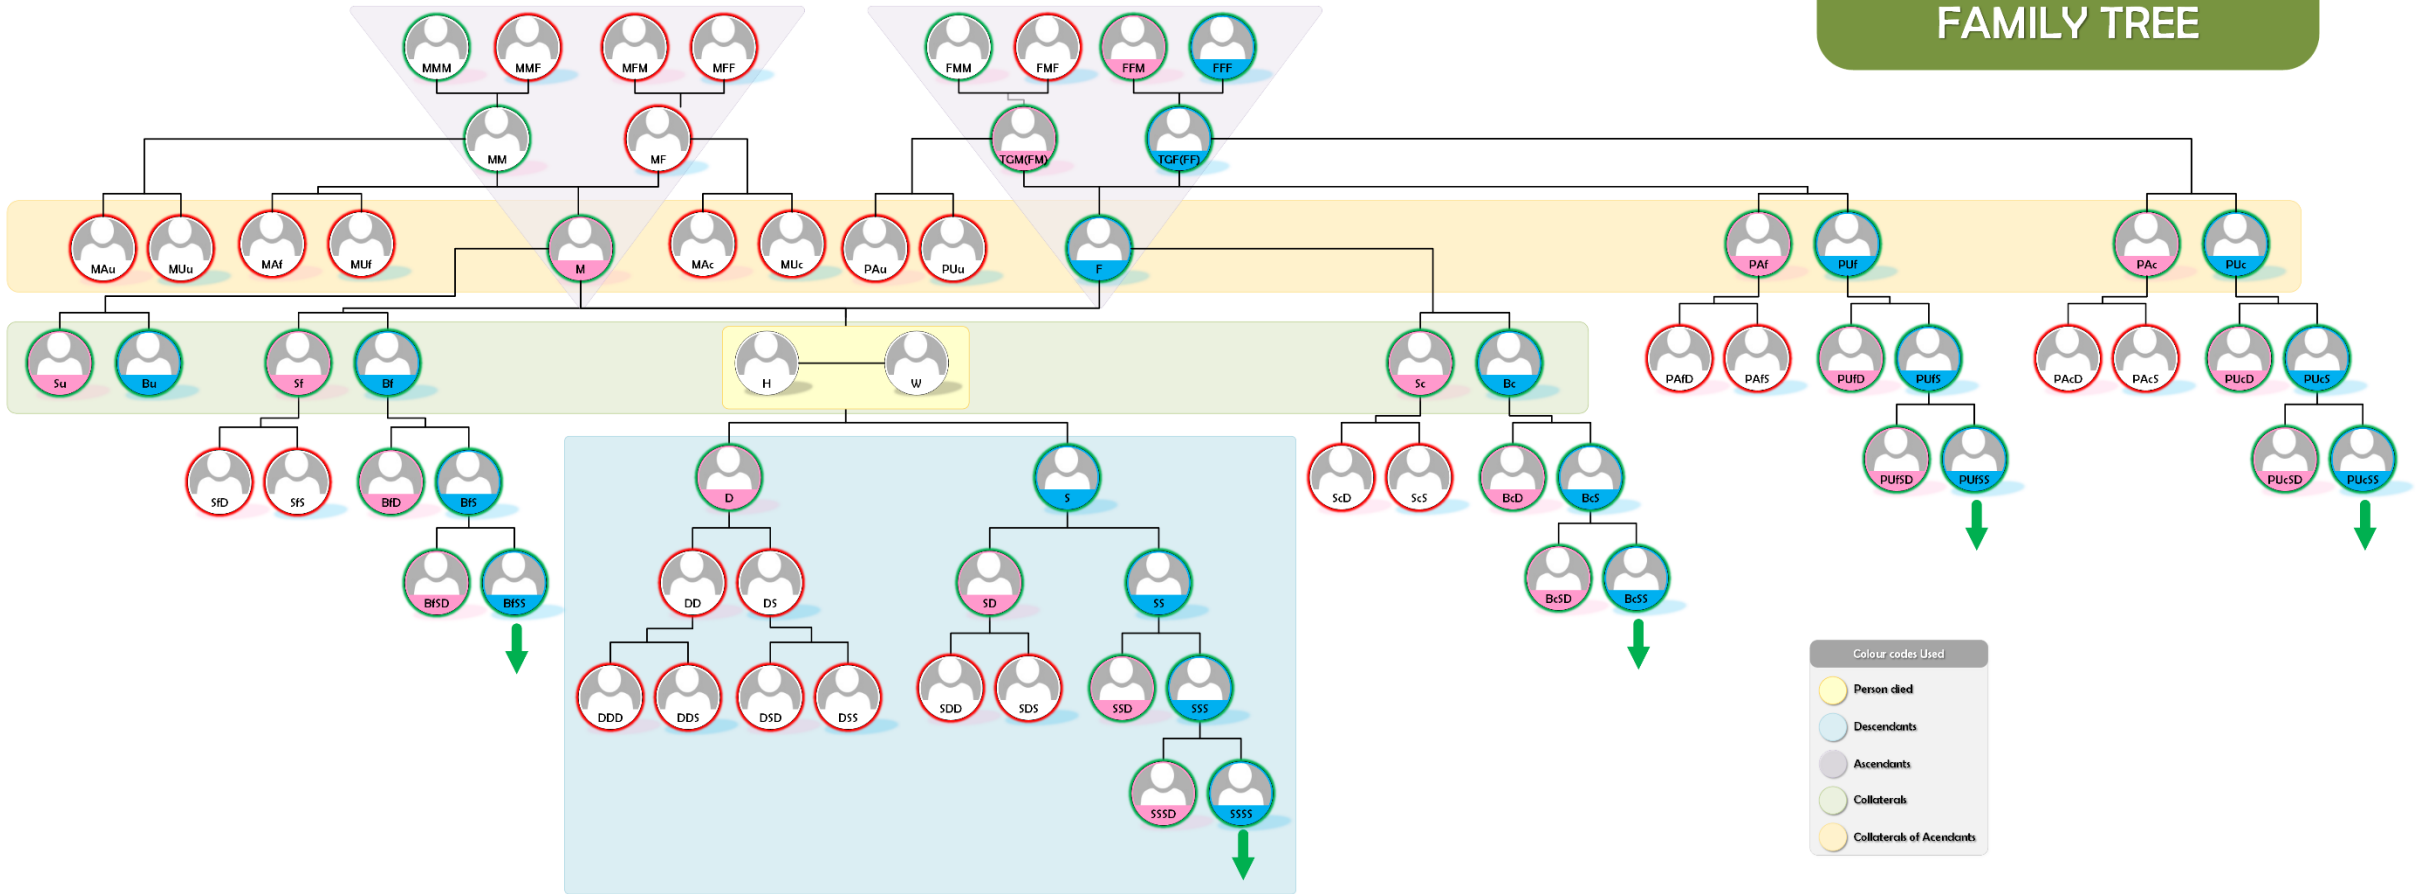 FAMILY TREE
MMM MMF MFM MFF FMM FMF FFM FFF
MM MF TGM(FM) TGF(FF)
MAu MUu MAf MUf M MAc MUc PAu PUu F PAf PUf PAc PUc
Su Bu Sf Bf H W Sc Bc PAfD PAfS PUfD PUfS PAcD PAcS PUcD PUcS
SfD SfS BfD BfS D S ScD ScS BcD BcS PUfSD PUfSS PUcSD PUcSS
BfSD BfSS DD DS SD SS BcSD BcSS
DDD DDS DSD DSS SDD SDS SSD SSS
SSSD SSSS
Colour codes Used
Person died
Descendants
Ascendants
Collaterals
Collaterals of Acendants